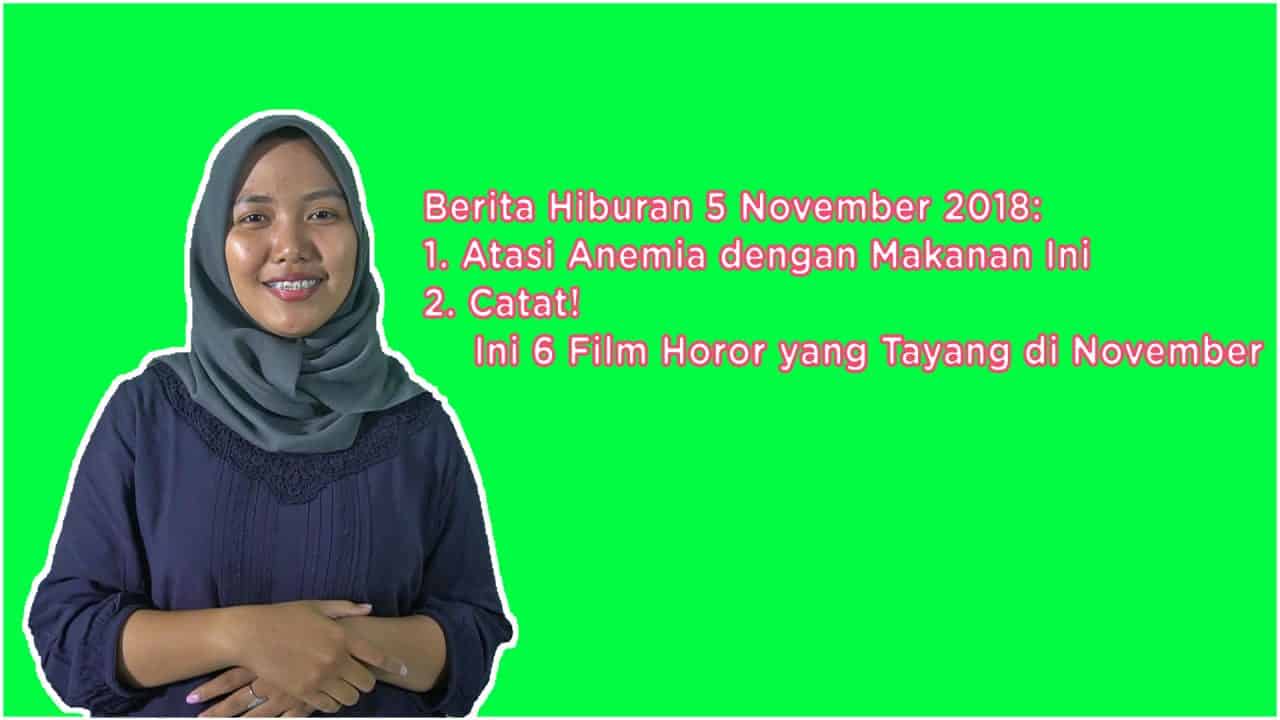 Berita Hiburan 5 November 2018:
1. Atasi Anemia dengan Makanan Ini
2. Catat!
Ini 6 Film Horor yang Tayang di November